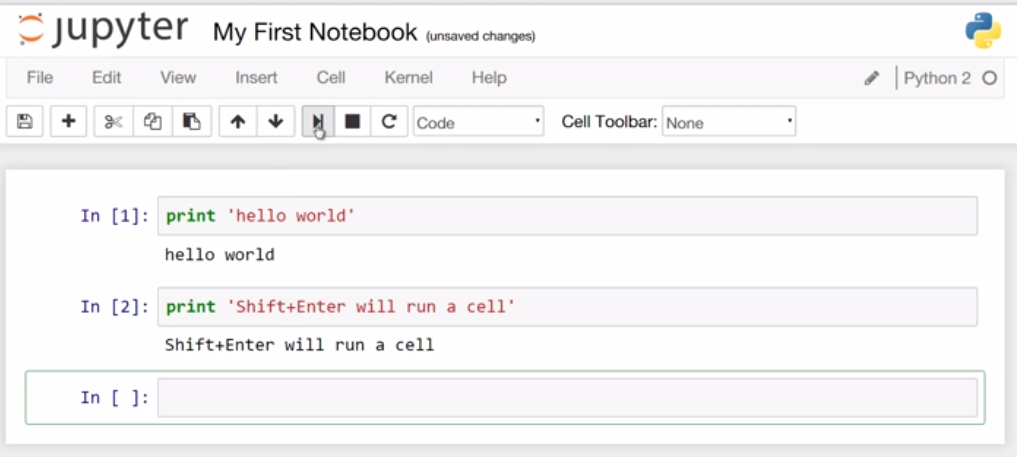 jupyter My First Notebook (unsaved changes)
File Edit View Insert Cell Kernel Help Python 2
Code Cell Toolbar: None
In [1]: print 'hello world'
hello world
In [2]: print 'Shift+Enter will run a cell'
Shift+Enter will run a cell
In [ ]: